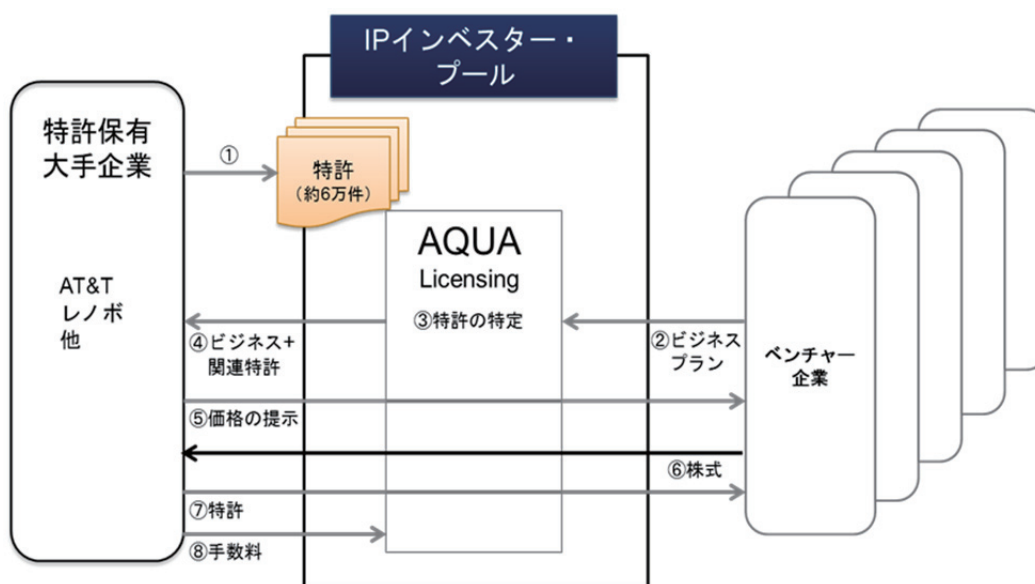 IPインベスター・
プール
特許保有
大手企業
①
特許
（約6万件）
AQUA
Licensing
AT&T
レノボ
他
③特許の特定
④ビジネス+
関連特許
②ビジネス
プラン
ベンチャー
企業
⑤価格の提示
⑥株式
⑦特許
⑧手数料